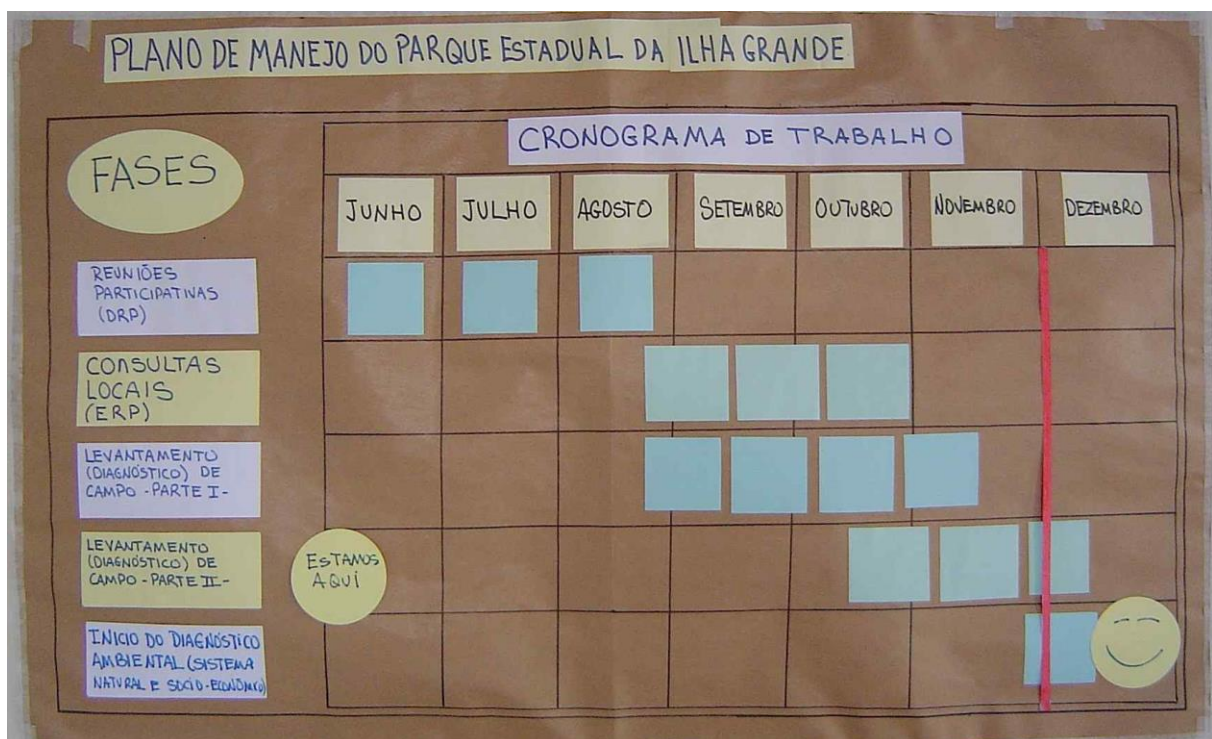 PLANO DE MANEJO DO PARQUE ESTADUAL DA ILHA GRANDE
CRONOGRAMA DE TRABALHO
FASES
JUNHO
JULHO
AGOSTO
SETEMBRO
OUTUBRO
NOVEMBRO
DEZEMBRO
REUNIÕES
PARTICIPATIVAS
(DRP)
CONSULTAS
LOCAIS
(ERP)
LEVANTAMENTO
(DIAGNÓSTICO) DE
CAMPO - PARTE I -
LEVANTAMENTO
(DIAGNÓSTICO) DE
CAMPO - PARTE II -
ESTAMOS
AQUÍ
INICIO DO DIAGNÓSTICO
AMBIENTAL (SISTEMA
NATURAL E SOCIO-ECONÔMICO)